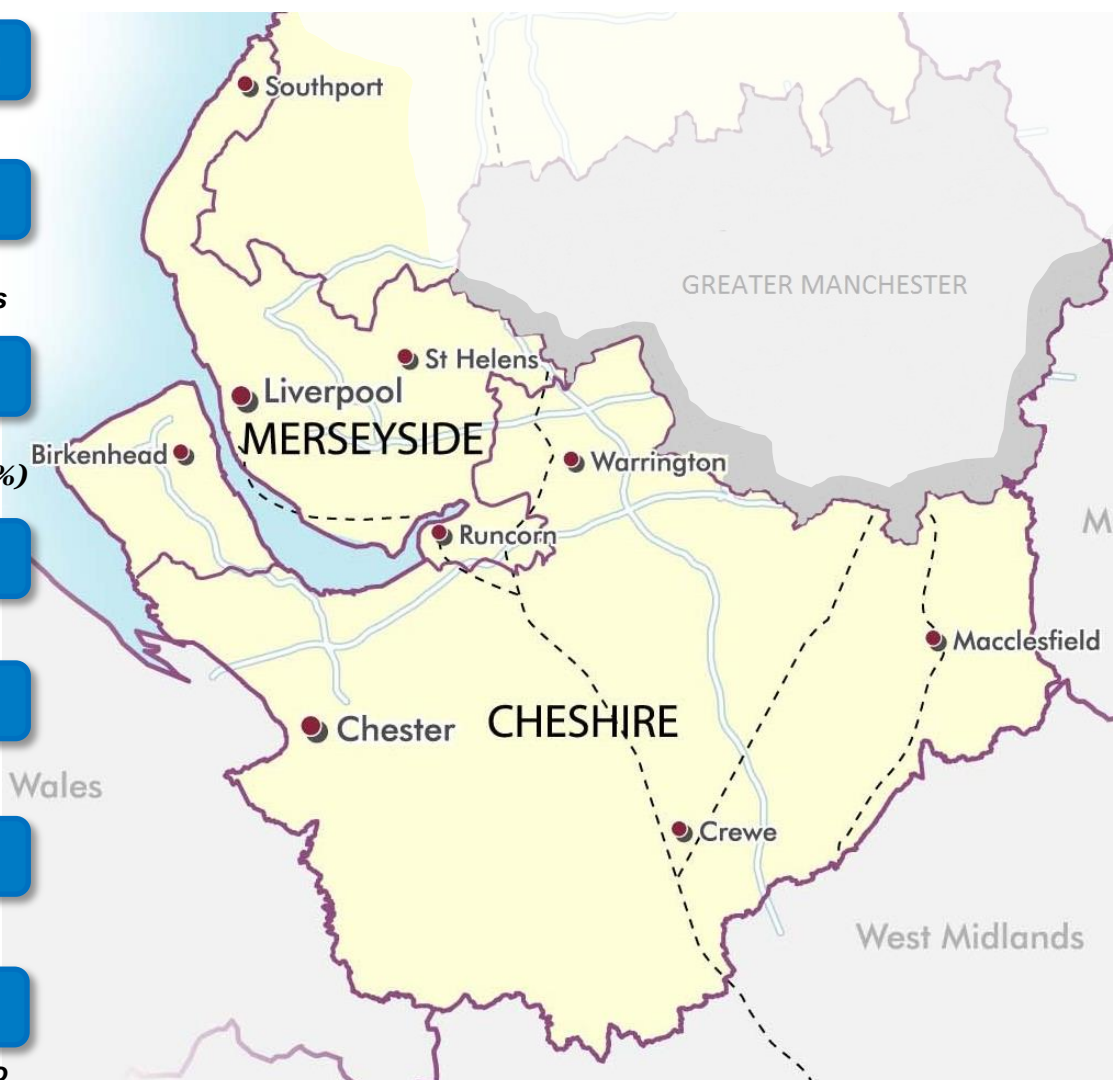 Southport
GREATER MANCHESTER
s
St Helens
Liverpool
MERSEYSIDE
Birkenhead
Warrington
%)
Runcorn
M
Macclesfield
CHESHIRE
Chester
Wales
Crewe
West Midlands